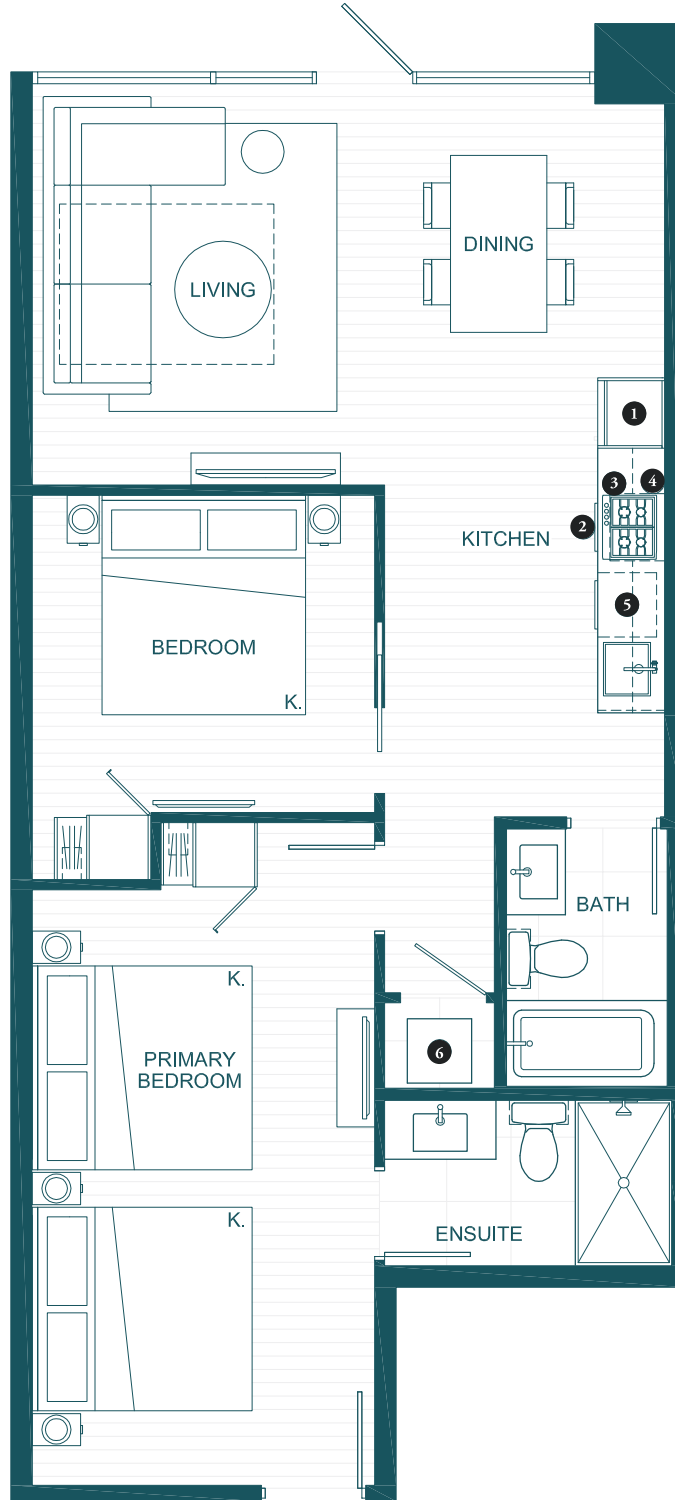 LIVING
DINING
1
3
4
2
KITCHEN
5
BEDROOM
K.
BATH
K.
PRIMARY
BEDROOM
6
K.
ENSUITE